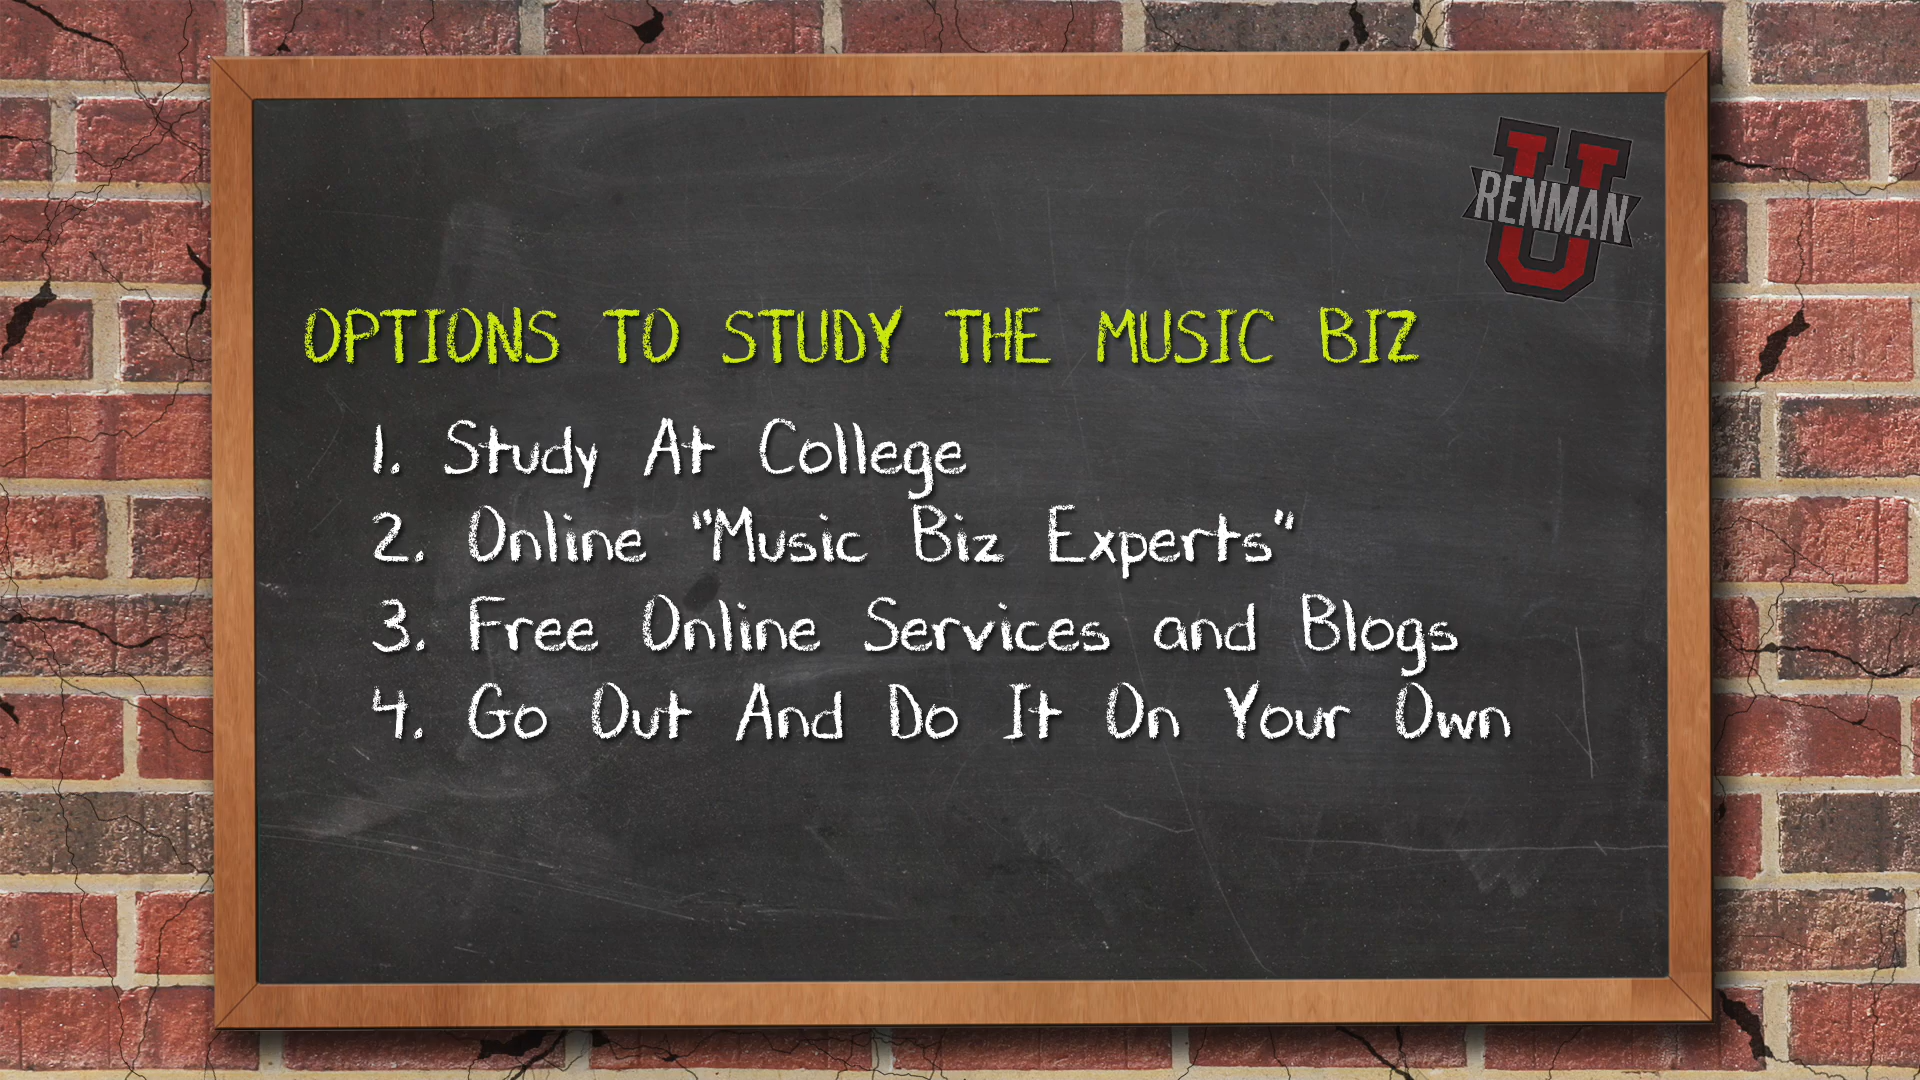 U
RENMAN
OPTIONS TO STUDY THE MUSIC BIZ
1. Study At College
2. Online "Music Biz Experts"
3. Free Online Services and Blogs
4. Go Out And Do It On Your Own